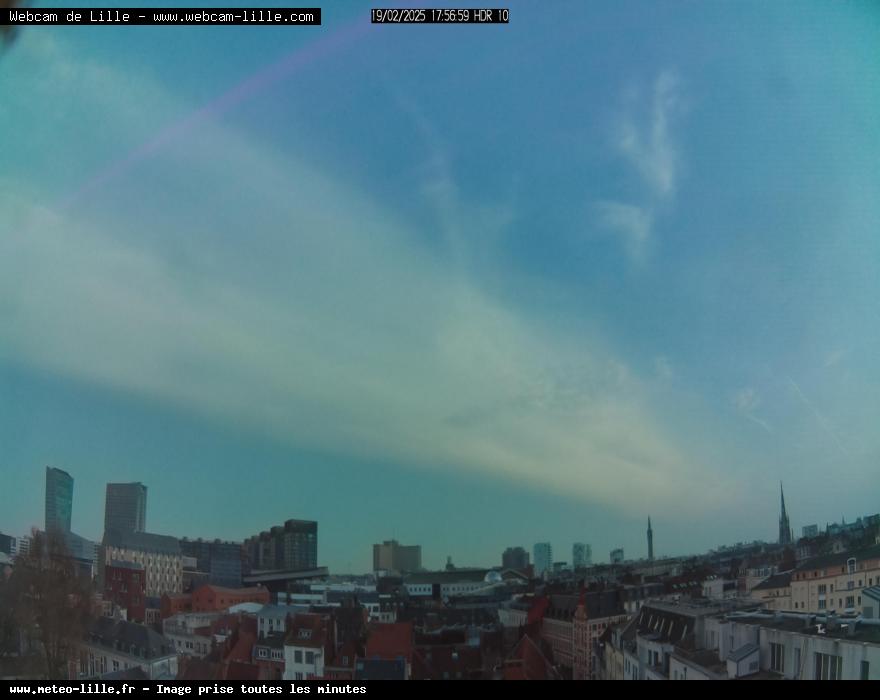 Webcam de Lille - www.webcam-lille.com
19/02/2025 17:56:59 HDR 10
www.meteo-lille.fr - Image prise toutes les minutes